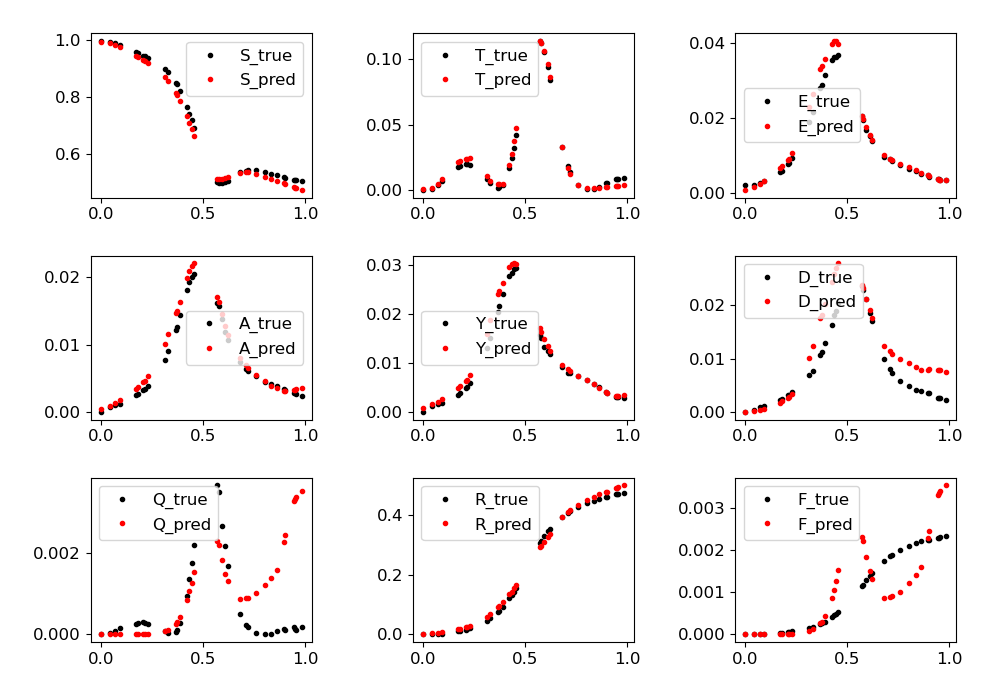 1.0
0.8
0.6
S_true
S_pred
0.0 0.5 1.0
0.10
0.05
0.00
T_true
T_pred
0.0 0.5 1.0
0.04
0.02
0.00
E_true
E_pred
0.0 0.5 1.0
0.02
0.01
0.00
A_true
A_pred
0.0 0.5 1.0
0.03
0.02
0.01
0.00
Y_true
Y_pred
0.0 0.5 1.0
0.02
0.01
0.00
D_true
D_pred
0.0 0.5 1.0
0.002
0.000
Q_true
Q_pred
0.0 0.5 1.0
0.4
0.2
0.0
R_true
R_pred
0.0 0.5 1.0
0.003
0.002
0.001
0.000
F_true
F_pred
0.0 0.5 1.0